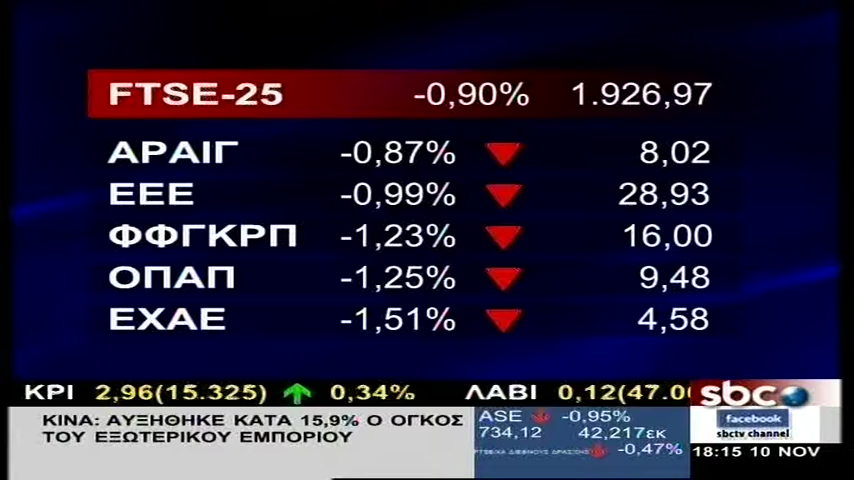 FTSE-25 -0,90% 1.926,97
ΑΡΑΙΓ -0,87% 8,02
ΕΕΕ -0,99% 28,93
ΦΦΓΚΡΠ -1,23% 16,00
ΟΠΑΠ -1,25% 9,48
ΕΧΑΕ -1,51% 4,58
ΚΡΙ 2,96(15.325) 0,34% ΛΑΒΙ 0,12(47.00
sbc
ΚΙΝΑ: ΑΥΞΗΘΗΚΕ ΚΑΤΑ 15,9% Ο ΟΓΚΟΣ
ΤΟΥ ΕΞΩΤΕΡΙΚΟΥ ΕΜΠΟΡΙΟΥ
ASE -0,95%
734,12 42,217εκ
-0,47%
facebook
sbctv channel
18:15 10 NOV